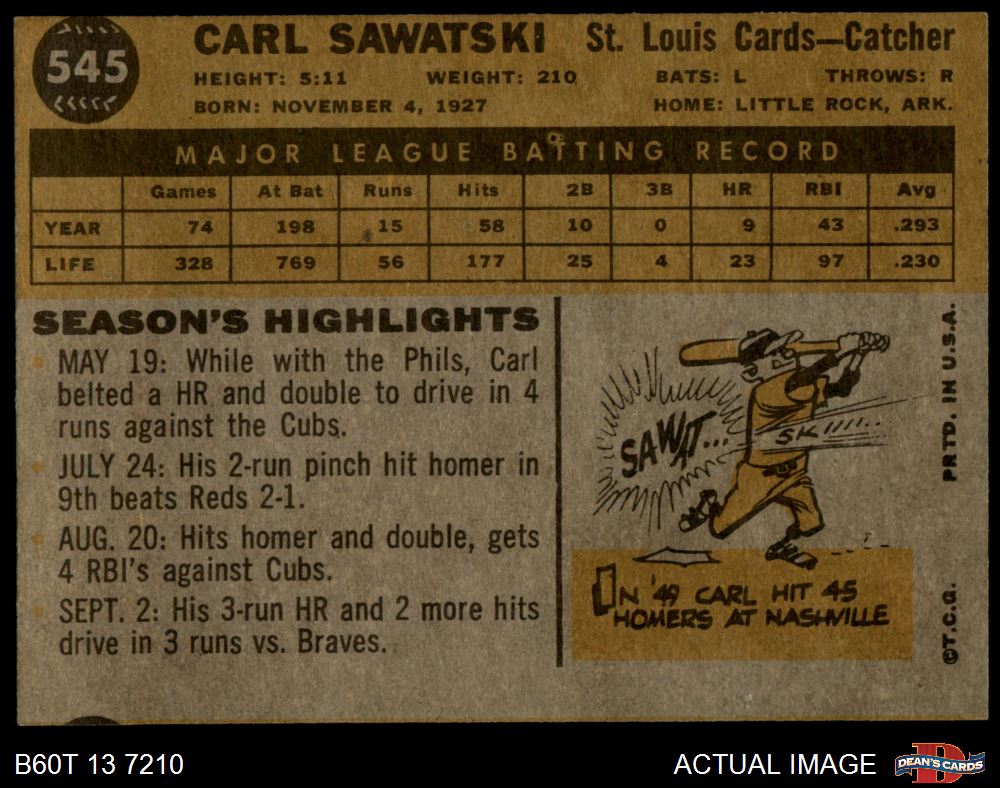 545
CARL SAWATSKI St. Louis Cards—Catcher
HEIGHT: 5:11 WEIGHT: 210 BATS: L THROWS: R
BORN: NOVEMBER 4, 1927 HOME: LITTLE ROCK, ARK.
MAJOR LEAGUE BATTING RECORD
Games At Bat Runs Hits 2B 3B HR RBI Avg
YEAR 74 198 15 58 10 0 9 43 .293
LIFE 328 769 56 177 25 4 23 97 .230
SEASON'S HIGHLIGHTS
MAY 19: While with the Phils, Carl
belted a HR and double to drive in 4
runs against the Cubs.
JULY 24: His 2-run pinch hit homer in
9th beats Reds 2-1.
AUG. 20: Hits homer and double, gets
4 RBI's against Cubs.
SEPT. 2: His 3-run HR and 2 more hits
drive in 3 runs vs. Braves.
SAWAT... SK
IN '49 CARL HIT 45
HOMERS AT NASHVILLE
PRTD. IN U.S.A.
©T.C.G.
B60T 13 7210 ACTUAL IMAGE
DEAN'S CARDS